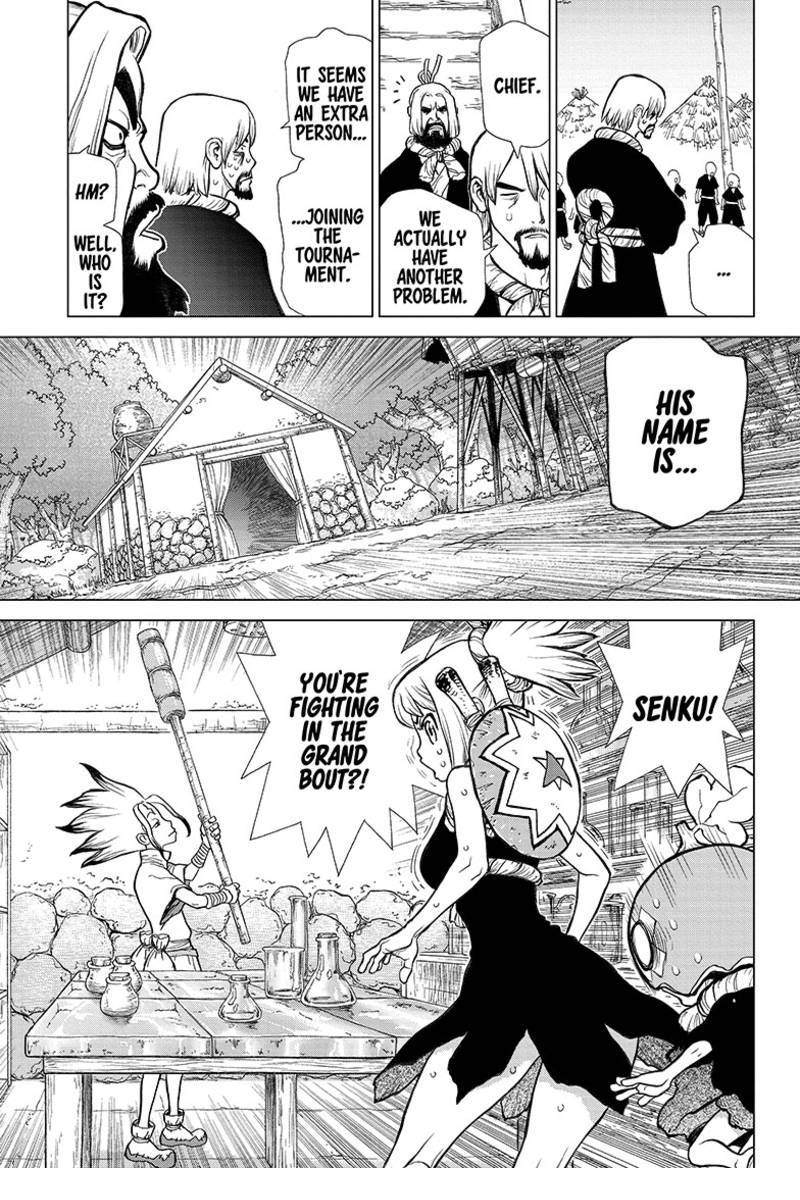 ...
CHIEF.
WE
ACTUALLY
HAVE
ANOTHER
PROBLEM.
IT SEEMS
WE HAVE
AN EXTRA
PERSON...
...JOINING
THE
TOURNA-
MENT.
HM?
WELL,
WHO
IS
IT?
HIS
NAME
IS...
SENKU!
YOU'RE
FIGHTING
IN THE
GRAND
BOUT?!